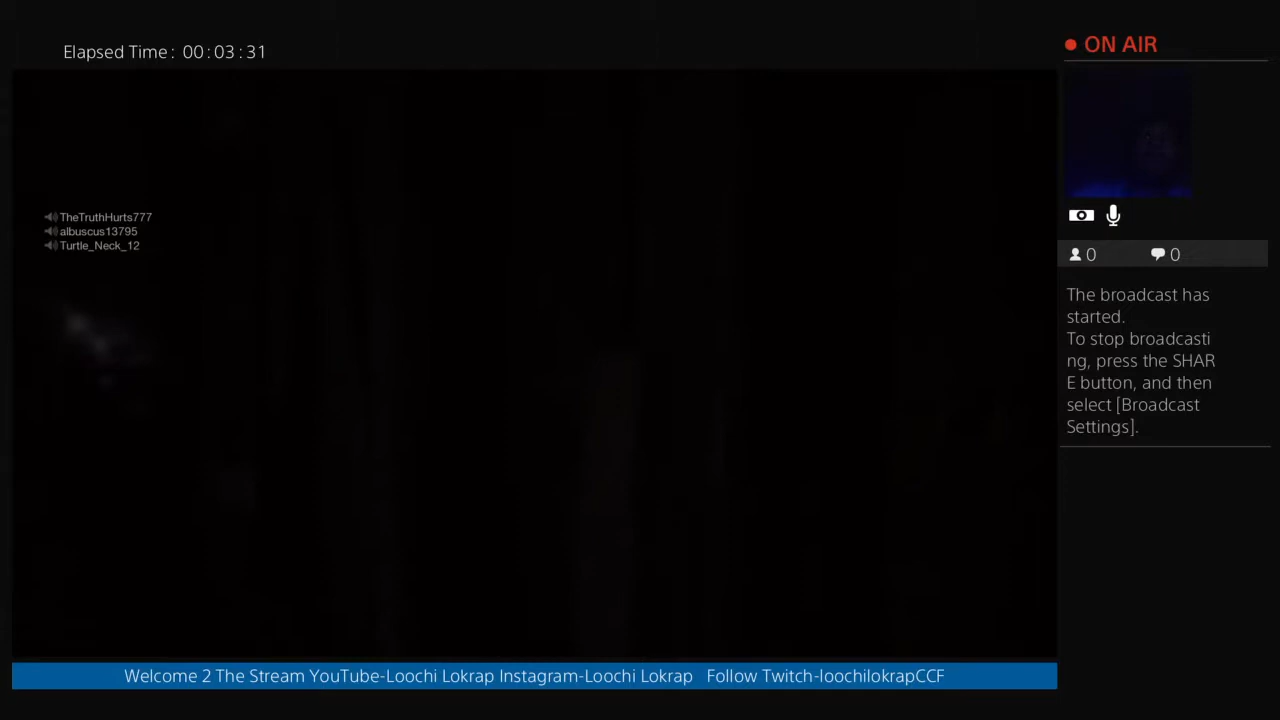 Elapsed Time: 00:03:31
ON AIR
TheTruthHurts777
albuscus13795
Turtle_Neck_12
0 0
The broadcast has
started.
To stop broadcasti
ng, press the SHAR
E button, and then
select [Broadcast
Settings].
Welcome 2 The Stream YouTube-Loochi Lokrap Instagram-Loochi Lokrap Follow Twitch-loochilokrapCCF